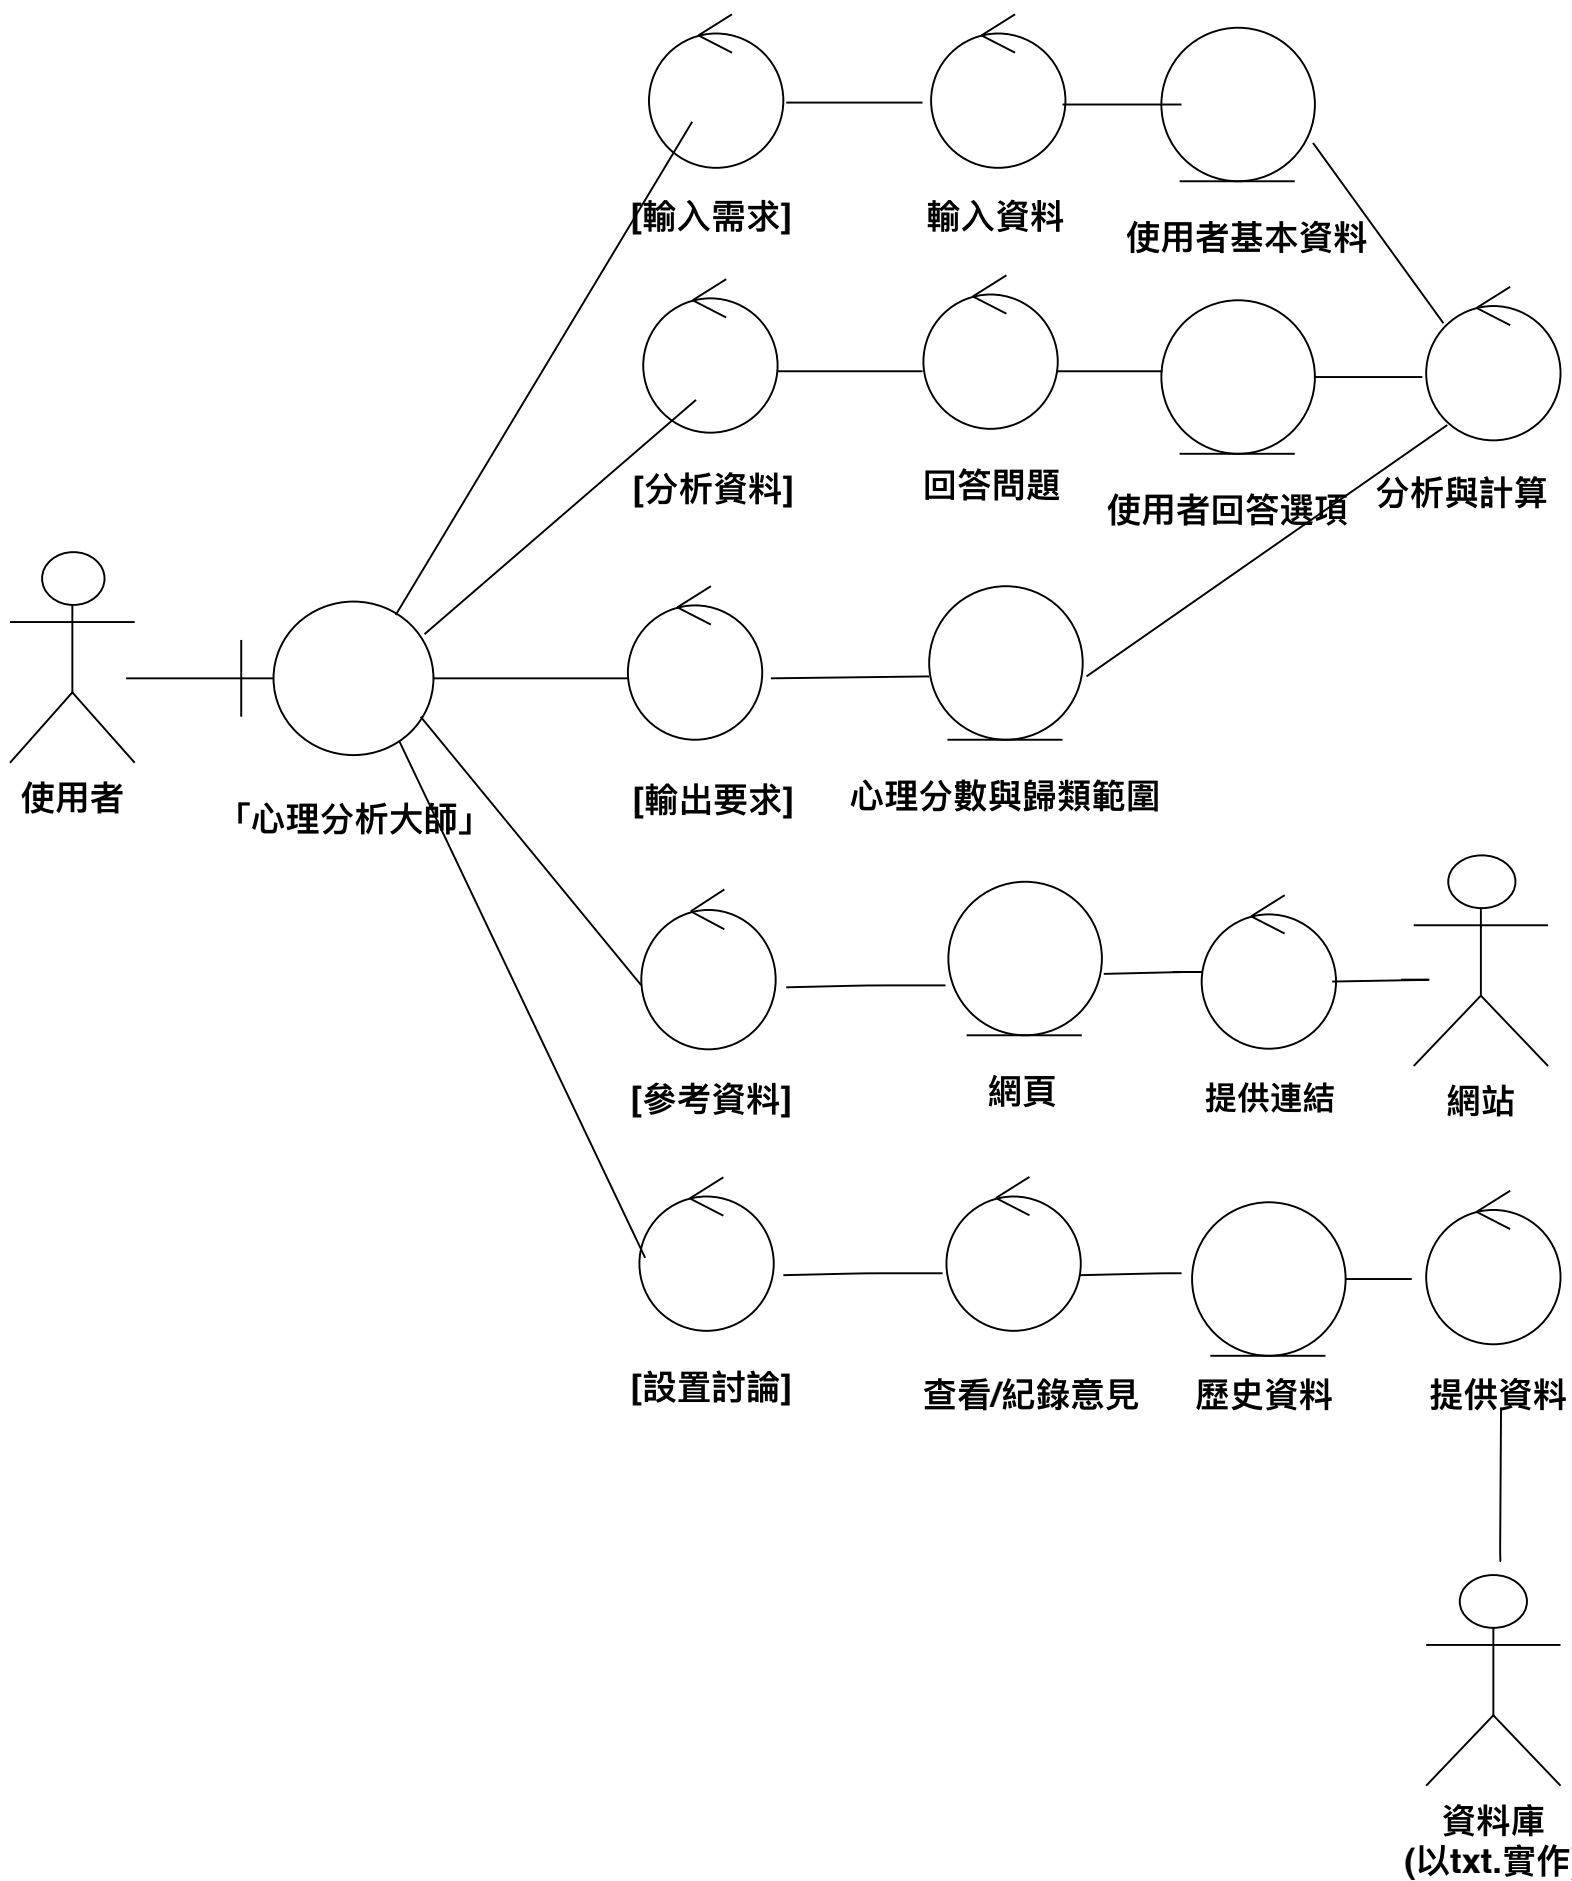 [輸入需求]
輸入資料
使用者基本資料
[分析資料]
回答問題
使用者回答選項
分析與計算
使用者
「心理分析大師」
[輸出要求]
心理分數與歸類範圍
[參考資料]
網頁
提供連結
網站
[設置討論]
查看/紀錄意見
歷史資料
提供資料
資料庫
(以txt.實作)